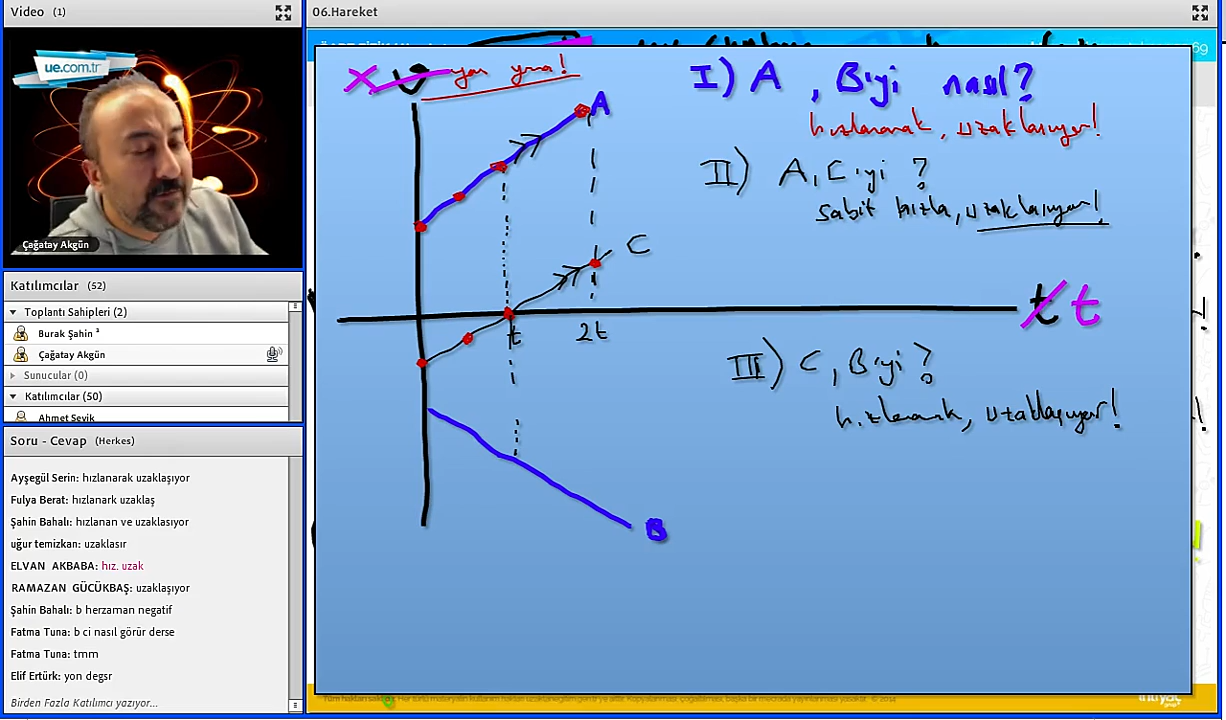 Video (1)
06.Hareket
ue.com.tr
Çağatay Akgün
Katılımcılar (52)
Toplantı Sahipleri (2)
Burak Şahin
Çağatay Akgün
Sunucular (0)
Katılımcılar (50)
Ahmet Seyik
Soru - Cevap (Herkes)
Ayşegül Serin: hızlanarak uzaklaşıyor
Fulya Berat: hızlanark uzaklaş
Şahin Bahalı: hızlanan ve uzaklasıyor
uğur temizkan: uzaklasır
ELVAN AKBABA: hız. uzak
RAMAZAN GÜCÜKBAŞ: uzaklaşıyor
Şahin Bahalı: b herzaman negatif
Fatma Tuna: b ci nasıl görür derse
Fatma Tuna: tmm
Elif Ertürk: yon degsr
Birden Fazla Katılımcı yazıyor...
x
A
C
t
2t
B
t t
I) A , B'yi nasıl?
hızlanarak, uzaklaşıyor!
II) A, C'yi ?
sabit hızla, uzaklaşıyor!
III) C, B'yi ?
hızlanarak, uzaklaşıyor!
69